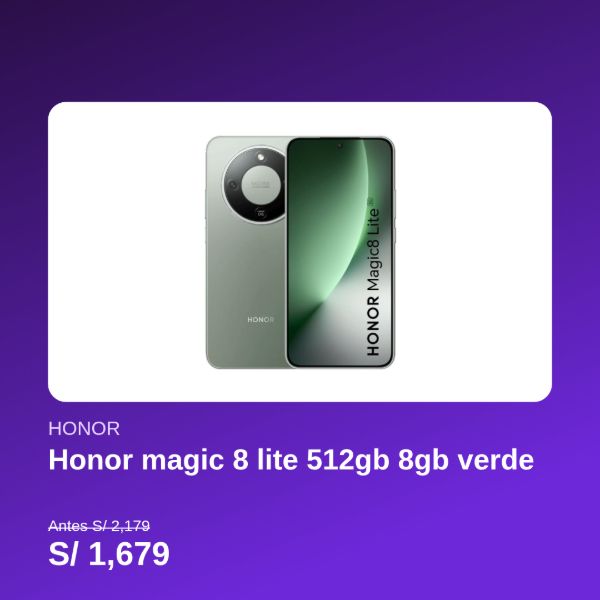 HONOR
HONOR Magic8 Lite
HONOR
Honor magic 8 lite 512gb 8gb verde
Antes S/ 2,179
S/ 1,679